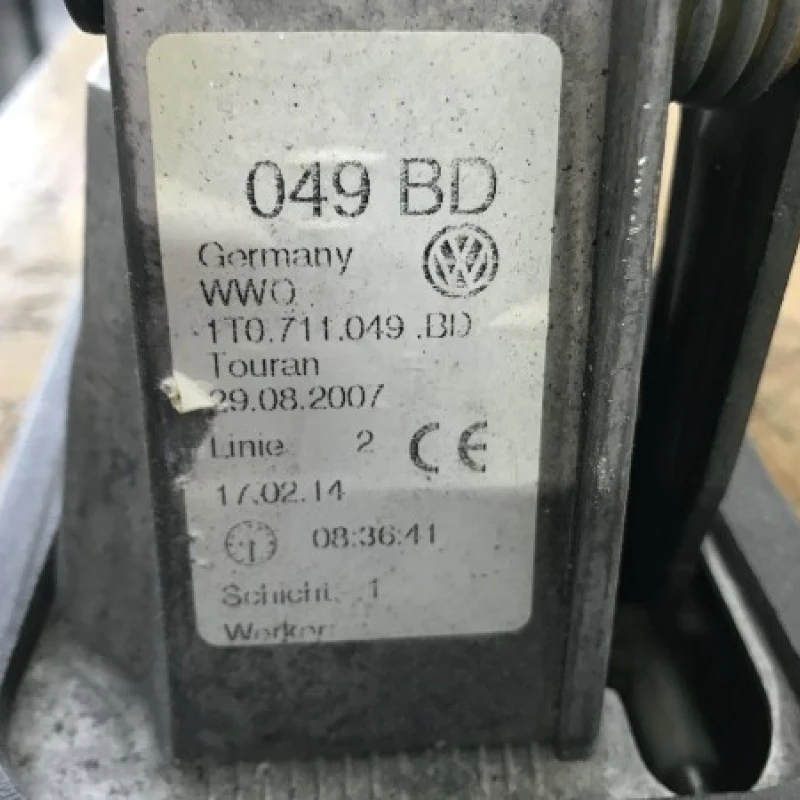 049 BD
Germany
WWO
1T0.711.049 .BD
Touran
29.08.2007
Linie 2 CE
17.02.14
08:36:41
Schicht. 1
Werker: